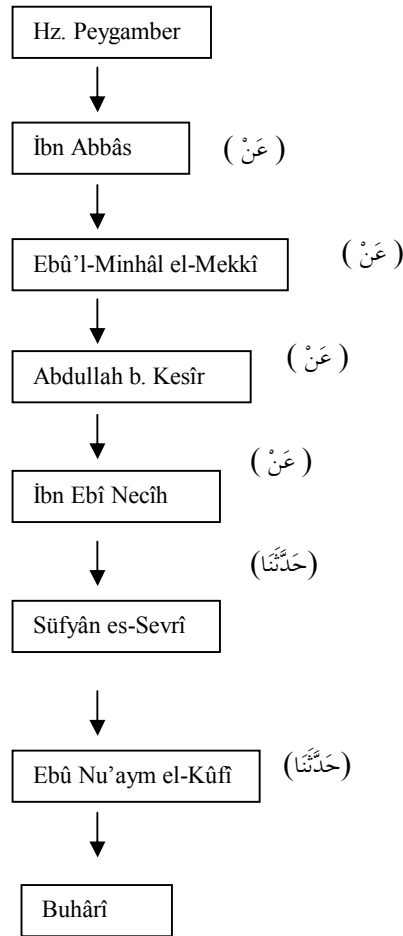 Hz. Peygamber
İbn Abbâs ( عَنْ )
Ebû’l-Minhâl el-Mekkî ( عَنْ )
Abdullah b. Kesîr ( عَنْ )
İbn Ebî Necîh ( عَنْ )
(حَدَّثَنَا)
Süfyân es-Sevrî
Ebû Nu’aym el-Kûfî (حَدَّثَنَا)
Buhârî